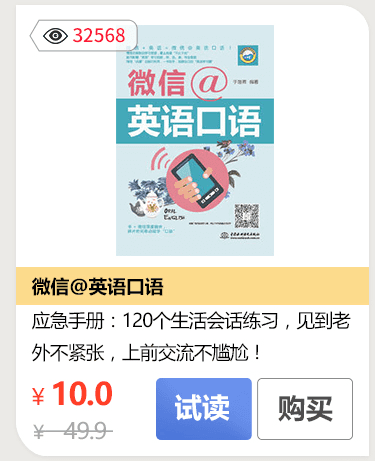 32568
微信@
于慧青 编著
英语口语
ORAL
ENGLISH
微信@英语口语
应急手册：120个生活会话练习，见到老
外不紧张，上前交流不尴尬！
¥ 10.0
¥ 49.9
试读
购买